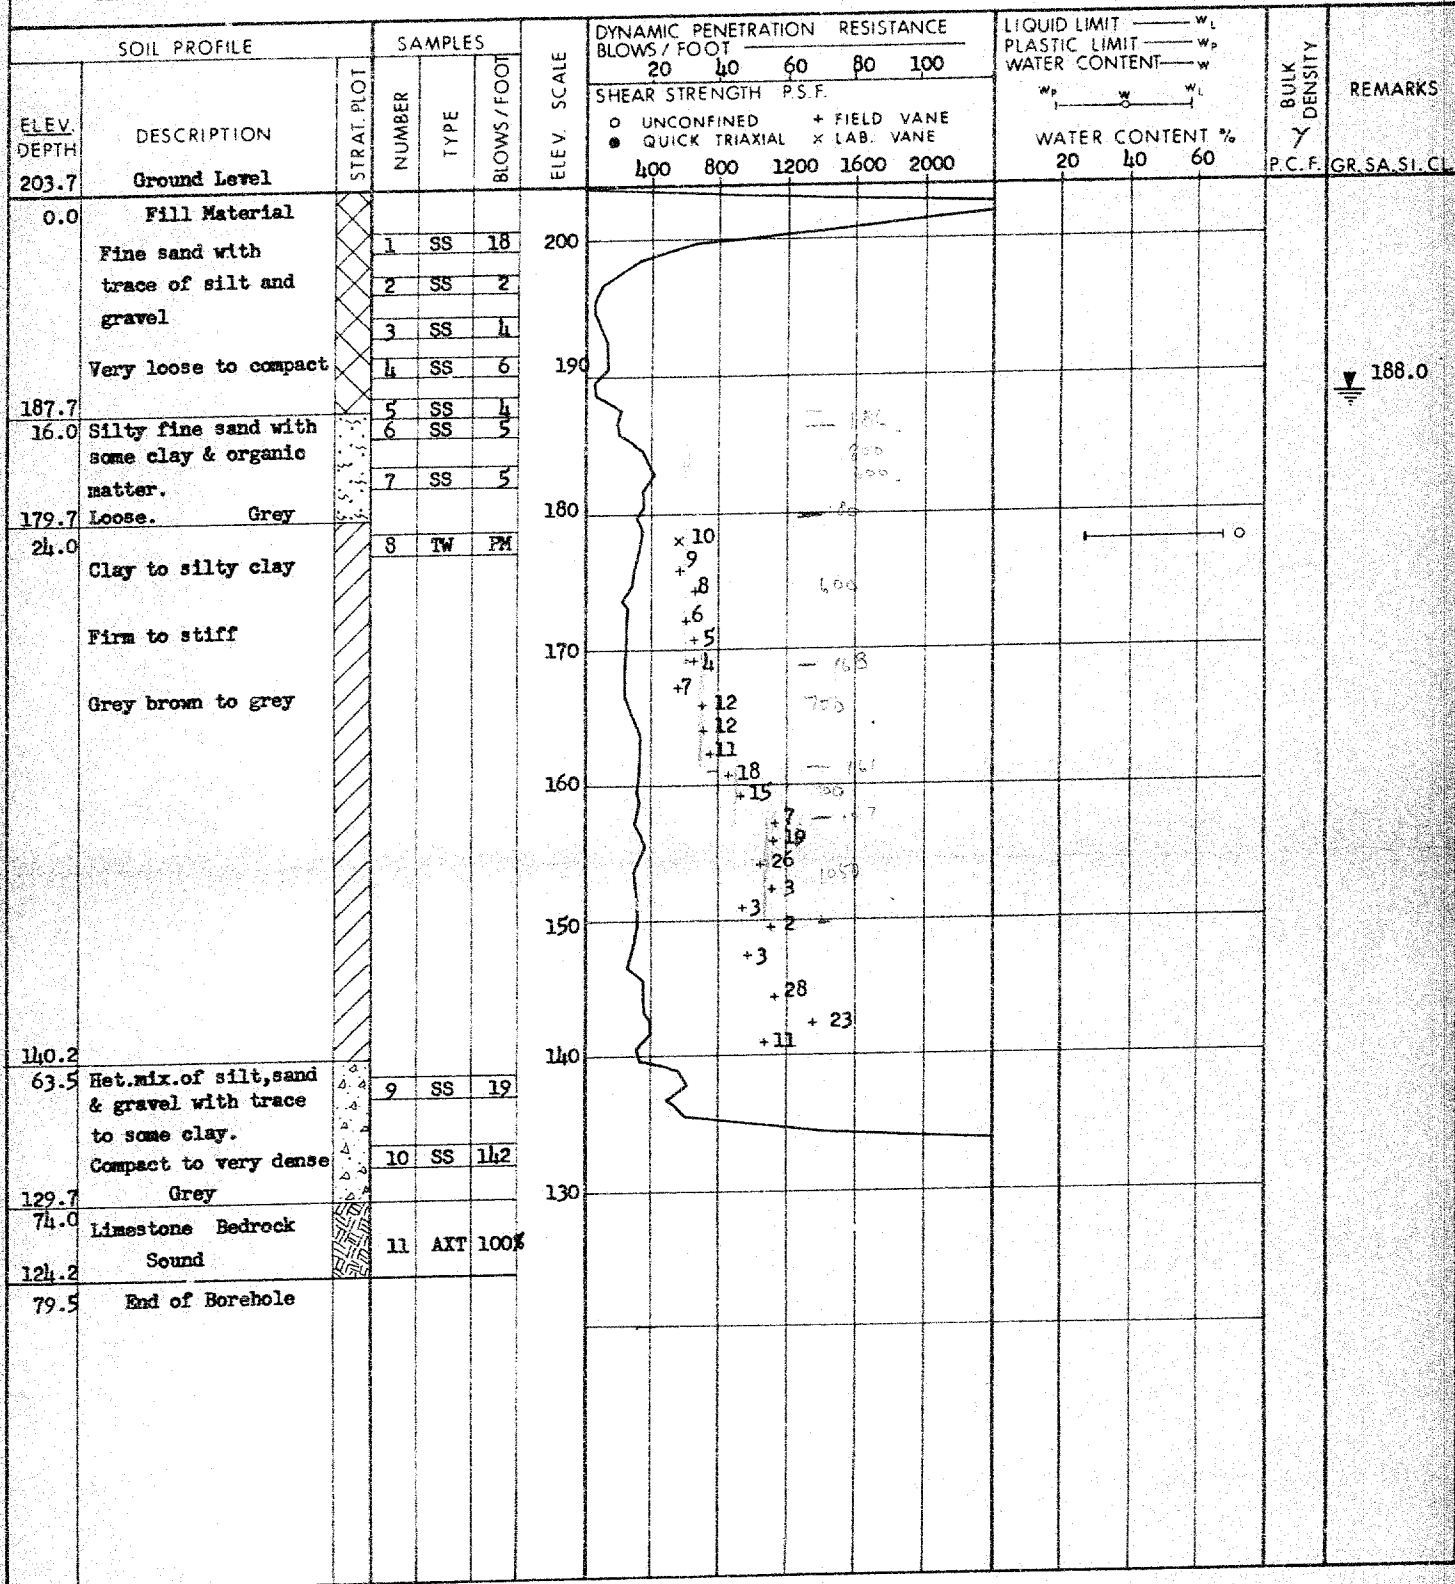 SOIL PROFILE
SAMPLES
ELEV. SCALE
DYNAMIC PENETRATION RESISTANCE
BLOWS / FOOT
20 40 60 80 100
SHEAR STRENGTH P.S.F.
○ UNCONFINED + FIELD VANE
● QUICK TRIAXIAL × LAB. VANE
400 800 1200 1600 2000
LIQUID LIMIT —— WL
PLASTIC LIMIT —— WP
WATER CONTENT —— W
WP W WL
WATER CONTENT %
20 40 60
BULK DENSITY
γ
P.C.F.
REMARKS
GR. SA. SI. CL.
ELEV.
DEPTH
DESCRIPTION
STRAT. PLOT
NUMBER
TYPE
BLOWS / FOOT
203.7 Ground Level
0.0 Fill Material
Fine sand with
trace of silt and
gravel
Very loose to compact
187.7
16.0 Silty fine sand with
some clay & organic
matter.
179.7 Loose. Grey
24.0
Clay to silty clay
Firm to stiff
Grey brown to grey
140.2
63.5 Het.mix.of silt,sand
& gravel with trace
to some clay.
Compact to very dense
129.7 Grey
74.0
Limestone Bedrock
Sound
124.2
79.5 End of Borehole
1 SS 18
2 SS 2
3 SS 4
4 SS 6
5 SS 4
6 SS 5
7 SS 5
8 TW PM
9 SS 19
10 SS 142
11 AXT 100%
200
190
180
170
160
150
140
130
× 10
+ 9
+ 8
+ 6
+ 5
+ 4
+ 7
+ 12
+ 12
+ 11
+ 18
+ 15
+ 7
+ 19
+ 26
+ 3
+ 3
+ 2
+ 3
+ 28
+ 23
+ 11
600
168
700
161
1050
188.0